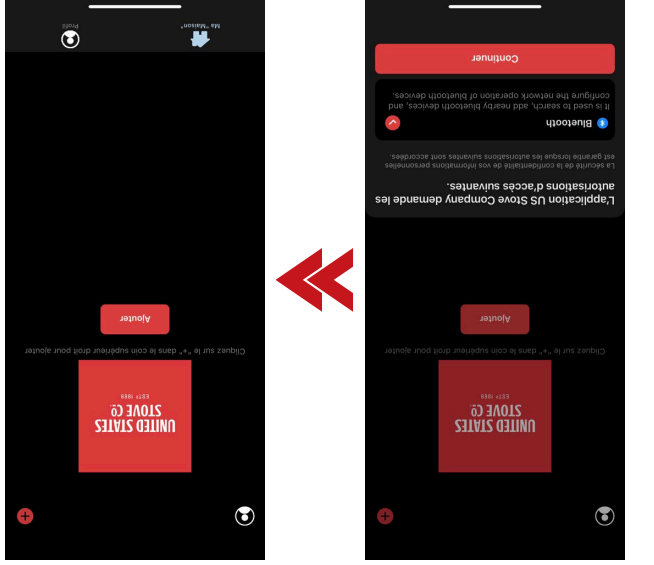 UNITED STATES
STOVE CO.
ESTD 1869
Cliquez sur le "+" dans le coin supérieur droit pour ajouter
Ajouter
L'application US Stove Company demande les
autorisations d'accès suivantes.
La sécurité de la confidentialité de vos informations personnelles
est garantie lorsque les autorisations suivantes sont accordées.
Bluetooth
It is used to search, add nearby bluetooth devices, and
configure the network operation of bluetooth devices.
Continuer
UNITED STATES
STOVE CO.
ESTD 1869
Cliquez sur le "+" dans le coin supérieur droit pour ajouter
Ajouter
Ma "Maison"
Profil